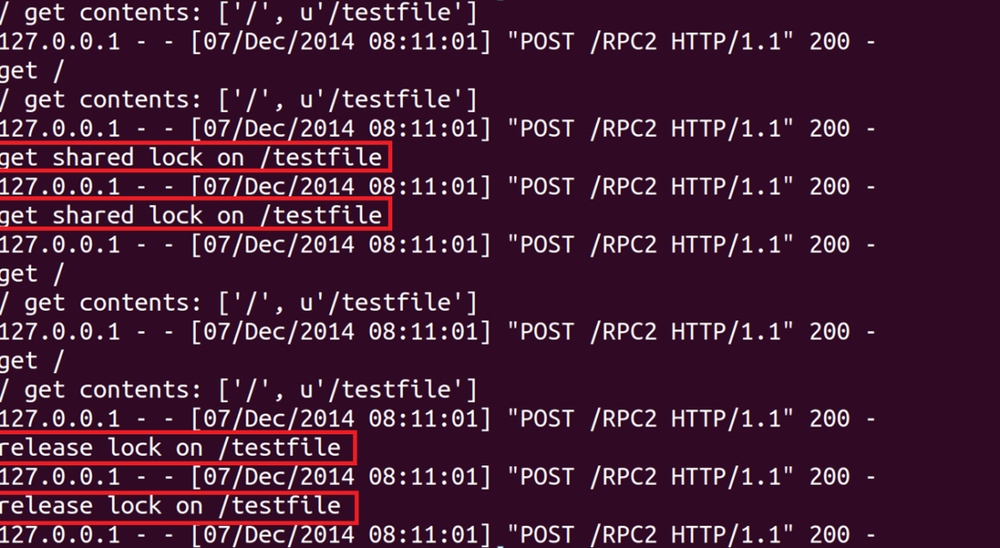 / get contents: ['/', u'/testfile']
127.0.0.1 - - [07/Dec/2014 08:11:01] "POST /RPC2 HTTP/1.1" 200 -
get /
/ get contents: ['/', u'/testfile']
127.0.0.1 - - [07/Dec/2014 08:11:01] "POST /RPC2 HTTP/1.1" 200 -
get shared lock on /testfile
127.0.0.1 - - [07/Dec/2014 08:11:01] "POST /RPC2 HTTP/1.1" 200 -
get shared lock on /testfile
127.0.0.1 - - [07/Dec/2014 08:11:01] "POST /RPC2 HTTP/1.1" 200 -
get /
/ get contents: ['/', u'/testfile']
127.0.0.1 - - [07/Dec/2014 08:11:01] "POST /RPC2 HTTP/1.1" 200 -
get /
/ get contents: ['/', u'/testfile']
127.0.0.1 - - [07/Dec/2014 08:11:01] "POST /RPC2 HTTP/1.1" 200 -
release lock on /testfile
127.0.0.1 - - [07/Dec/2014 08:11:01] "POST /RPC2 HTTP/1.1" 200 -
release lock on /testfile
127.0.0.1 - - [07/Dec/2014 08:11:01] "POST /RPC2 HTTP/1.1" 200 -